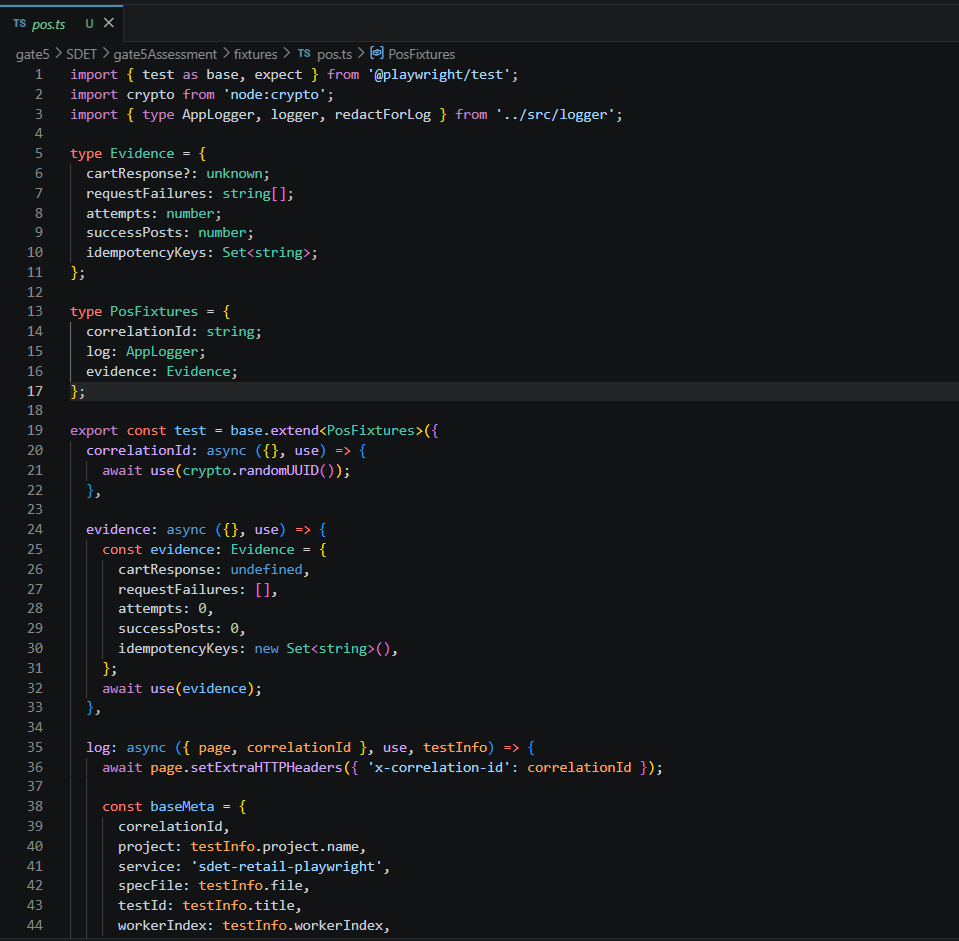 TS pos.ts U ×
gate5 > SDET > gate5Assessment > fixtures > TS pos.ts > PosFixtures
1 import { test as base, expect } from '@playwright/test';
2 import crypto from 'node:crypto';
3 import { type AppLogger, logger, redactForLog } from '../src/logger';
4
5 type Evidence = {
6   cartResponse?: unknown;
7   requestFailures: string[];
8   attempts: number;
9   successPosts: number;
10   idempotencyKeys: Set<string>;
11 };
12
13 type PosFixtures = {
14   correlationId: string;
15   log: AppLogger;
16   evidence: Evidence;
17 };
18
19 export const test = base.extend<PosFixtures>({
20   correlationId: async ({}, use) => {
21     await use(crypto.randomUUID());
22   },
23
24   evidence: async ({}, use) => {
25     const evidence: Evidence = {
26       cartResponse: undefined,
27       requestFailures: [],
28       attempts: 0,
29       successPosts: 0,
30       idempotencyKeys: new Set<string>(),
31     };
32     await use(evidence);
33   },
34
35   log: async ({ page, correlationId }, use, testInfo) => {
36     await page.setExtraHTTPHeaders({ 'x-correlation-id': correlationId });
37
38     const baseMeta = {
39       correlationId,
40       project: testInfo.project.name,
41       service: 'sdet-retail-playwright',
42       specFile: testInfo.file,
43       testId: testInfo.title,
44       workerIndex: testInfo.workerIndex,